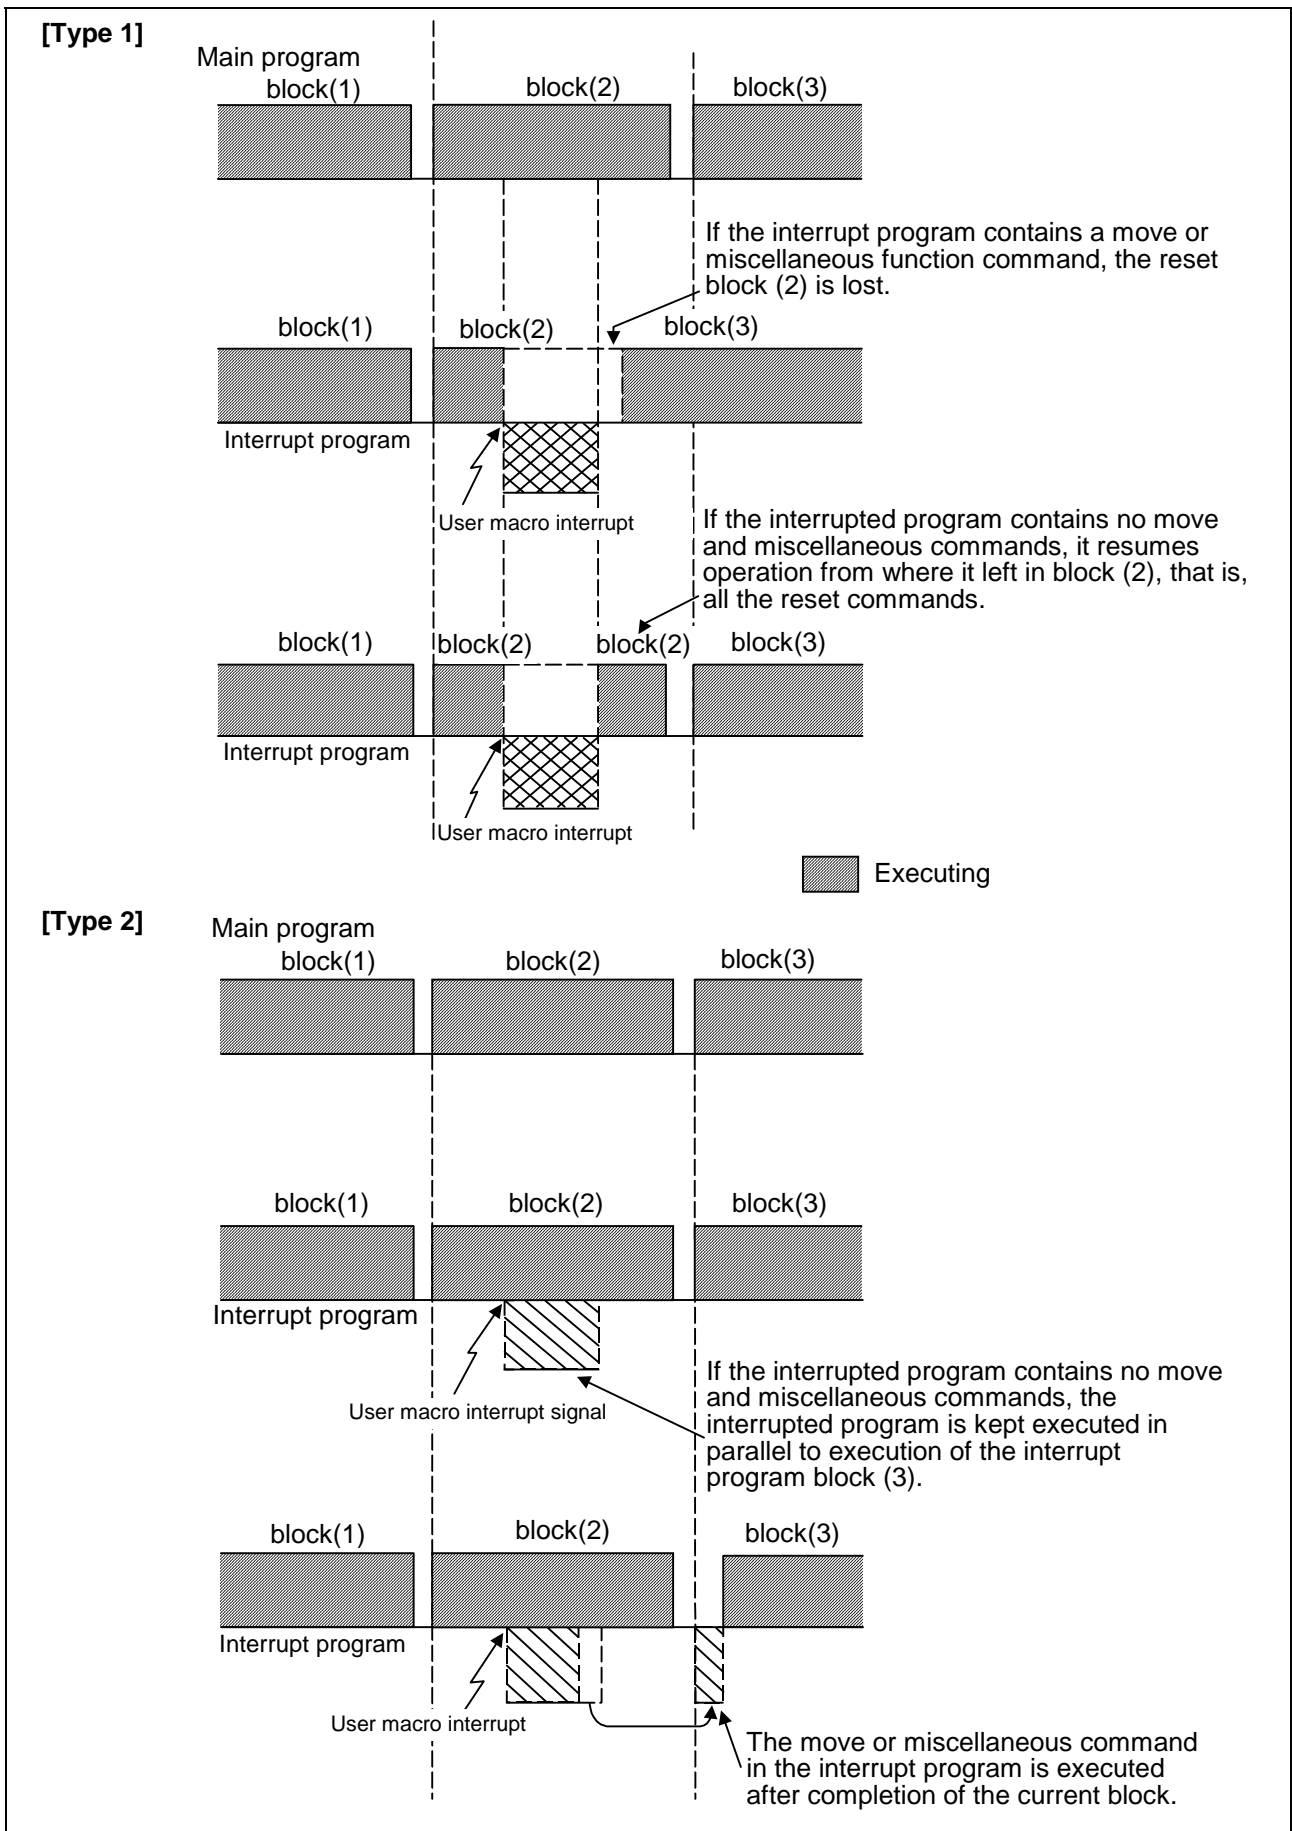 [Type 1]
Main program
block(1)
block(2)
block(3)
If the interrupt program contains a move or
miscellaneous function command, the reset
block (2) is lost.
block(1)
block(2)
block(3)
Interrupt program
User macro interrupt
If the interrupted program contains no move
and miscellaneous commands, it resumes
operation from where it left in block (2), that is,
all the reset commands.
block(1)
block(2)
block(2)
block(3)
Interrupt program
User macro interrupt
Executing
[Type 2]
Main program
block(1)
block(2)
block(3)
block(1)
block(2)
block(3)
Interrupt program
User macro interrupt signal
If the interrupted program contains no move
and miscellaneous commands, the
interrupted program is kept executed in
parallel to execution of the interrupt
program block (3).
block(1)
block(2)
block(3)
Interrupt program
User macro interrupt
The move or miscellaneous command
in the interrupt program is executed
after completion of the current block.